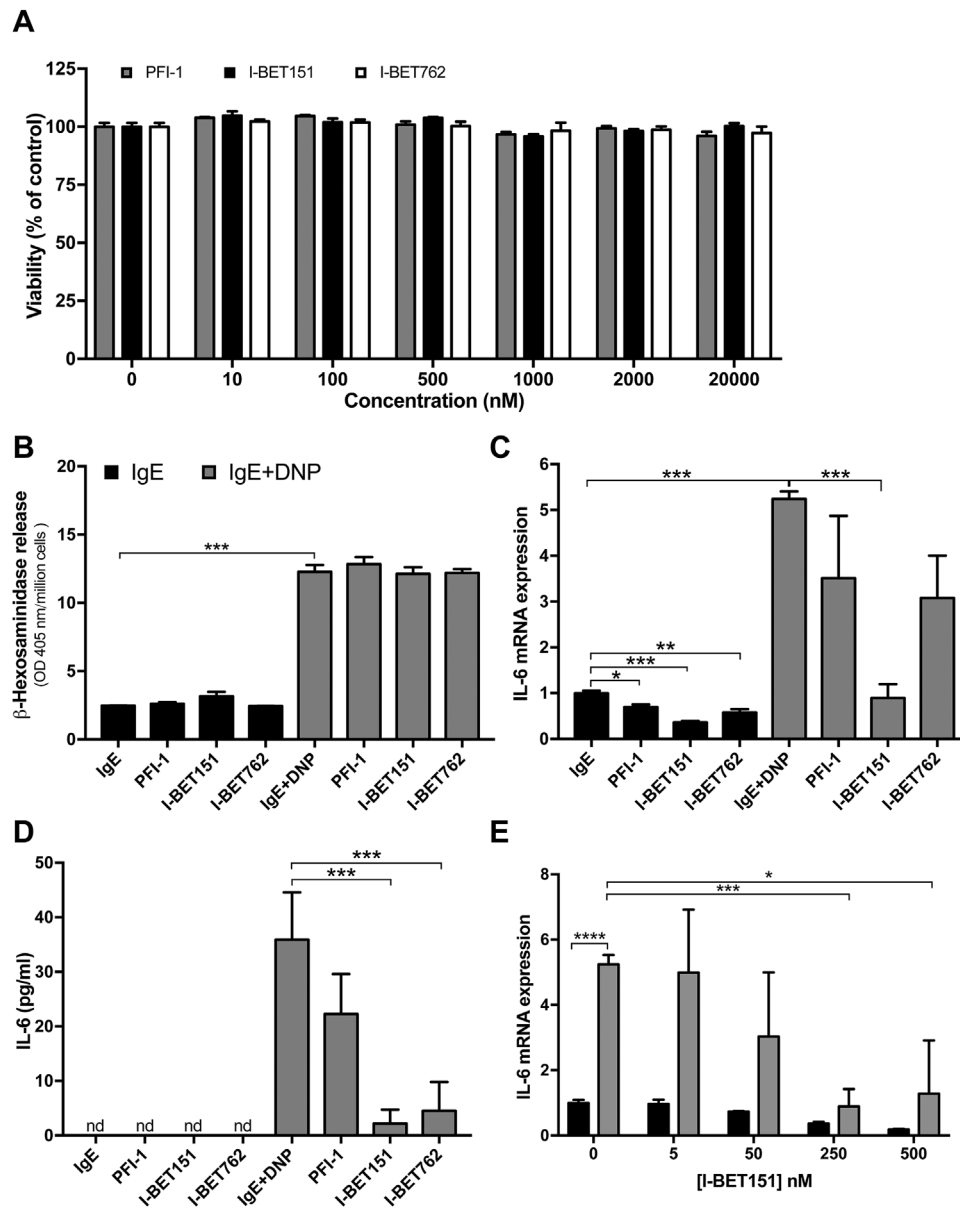 A
125
PFI-1 I-BET151 I-BET762
100
75
50
25
0
Viability (% of control)
0 10 100 500 1000 2000 20000
Concentration (nM)
B
IgE IgE+DNP
20
15
10
5
0
β-Hexosaminidase release
(OD 405 nm/million cells )
***
IgE PFI-1 I-BET151 I-BET762 IgE+DNP PFI-1 I-BET151 I-BET762
C
6
5
4
3
2
1
0
IL-6 mRNA expression
*** ***
**
***
*
IgE PFI-1 I-BET151 I-BET762 IgE+DNP PFI-1 I-BET151 I-BET762
D
50
40
30
20
10
0
IL-6 (pg/ml)
***
***
nd nd nd nd
IgE PFI-1 I-BET151 I-BET762 IgE+DNP PFI-1 I-BET151 I-BET762
E
8
6
4
2
0
IL-6 mRNA expression
*
***
****
0 5 50 250 500
[I-BET151] nM